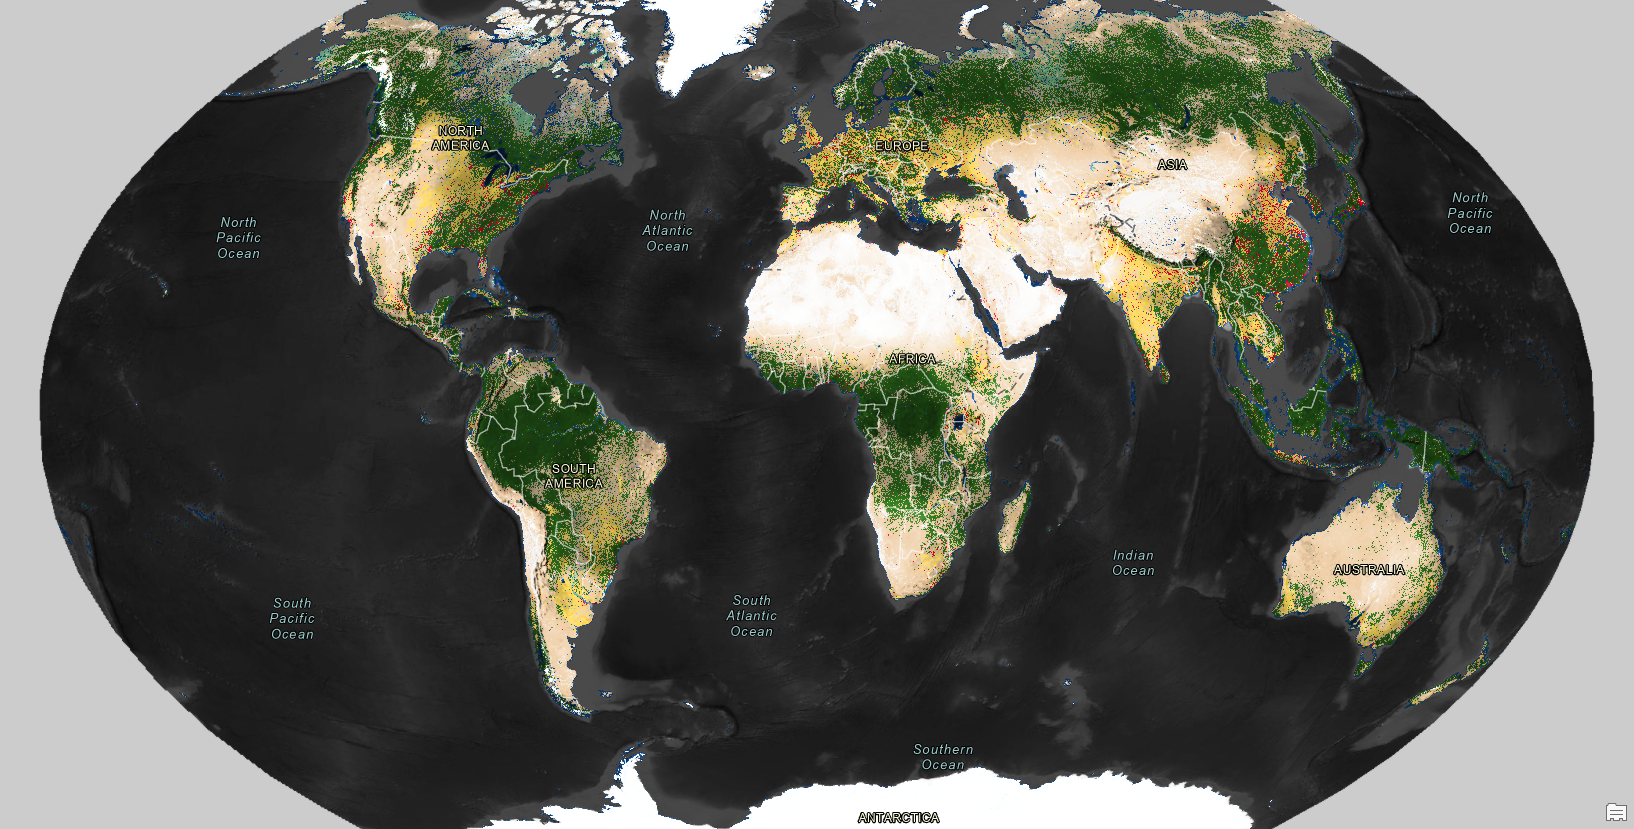 NORTH
AMERICA
EUROPE
ASIA
North
Pacific
Ocean
North
Atlantic
Ocean
North
Pacific
Ocean
AFRICA
SOUTH
AMERICA
Indian
Ocean
AUSTRALIA
South
Pacific
Ocean
South
Atlantic
Ocean
Southern
Ocean
ANTARCTICA